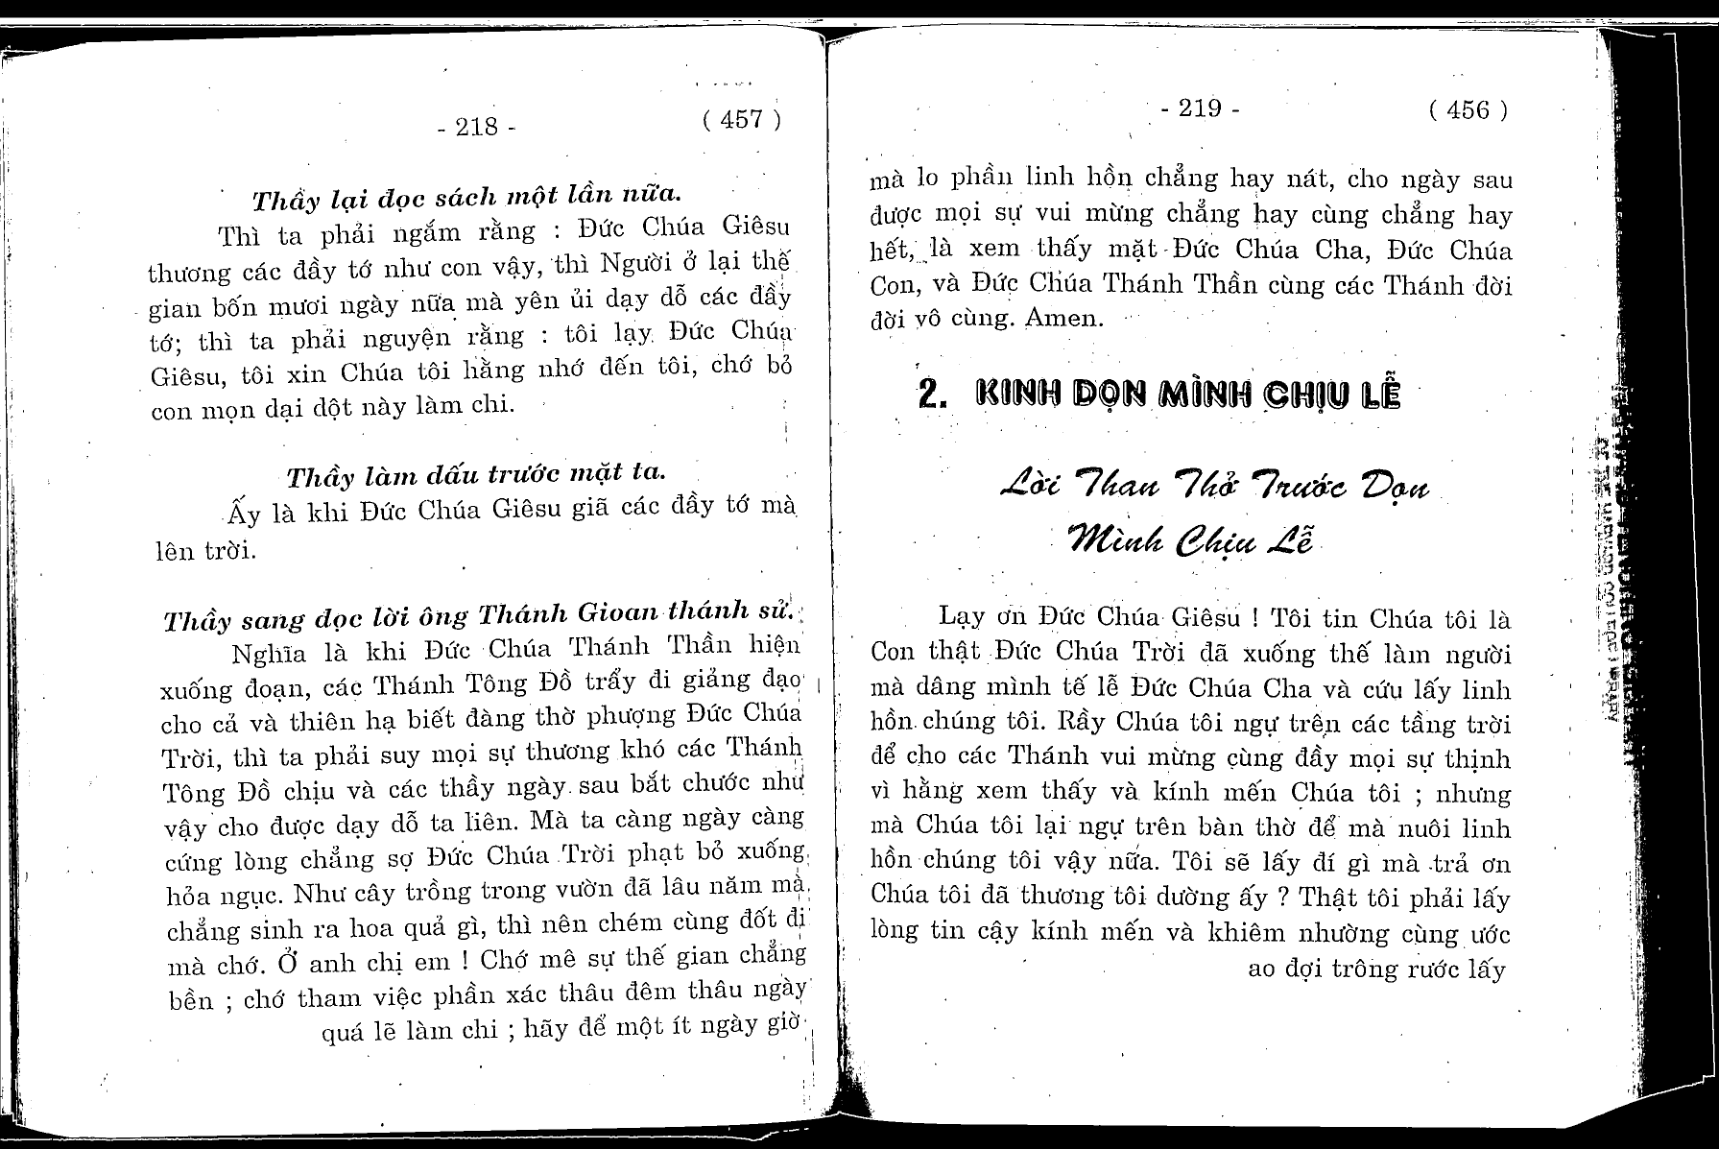 - 218 -
( 457 )
Thầy lại đọc sách một lần nữa.
Thì ta phải ngắm rằng : Đức Chúa Giêsu
thương các đầy tớ như con vậy, thì Người ở lại thế
gian bốn mươi ngày nữa mà yên ủi dạy dỗ các đầy
tớ; thì ta phải nguyện rằng : tôi lạy Đức Chúa
Giêsu, tôi xin Chúa tôi hằng nhớ đến tôi, chớ bỏ
con mọn dại dột này làm chi.
Thầy làm dấu trước mặt ta.
Ấy là khi Đức Chúa Giêsu giã các đầy tớ mà
lên trời.
Thầy sang đọc lời ông Thánh Gioan thánh sử.
Nghĩa là khi Đức Chúa Thánh Thần hiện
xuống đoạn, các Thánh Tông Đồ trẩy đi giảng đạo
cho cả và thiên hạ biết đàng thờ phượng Đức Chúa
Trời, thì ta phải suy mọi sự thương khó các Thánh
Tông Đồ chịu và các thầy ngày sau bắt chước như
vậy cho được dạy dỗ ta liên. Mà ta càng ngày càng
cứng lòng chẳng sợ Đức Chúa Trời phạt bỏ xuống
hỏa ngục. Như cây trồng trong vườn đã lâu năm mà
chẳng sinh ra hoa quả gì, thì nên chém cùng đốt đi
mà chớ. Ở anh chị em ! Chớ mê sự thế gian chẳng
bền ; chớ tham việc phần xác thâu đêm thâu ngày
quá lẽ làm chi ; hãy để một ít ngày giờ
- 219 -
( 456 )
mà lo phần linh hồn chẳng hay nát, cho ngày sau
được mọi sự vui mừng chẳng hay cùng chẳng hay
hết, là xem thấy mặt Đức Chúa Cha, Đức Chúa
Con, và Đức Chúa Thánh Thần cùng các Thánh đời
đời vô cùng. Amen.
2. KINH DỌN MÌNH CHỊU LỄ
Lời Than Thở Trước Dọn
Mình Chịu Lễ
Lạy ơn Đức Chúa Giêsu ! Tôi tin Chúa tôi là
Con thật Đức Chúa Trời đã xuống thế làm người
mà dâng mình tế lễ Đức Chúa Cha và cứu lấy linh
hồn chúng tôi. Rầy Chúa tôi ngự trên các tầng trời
để cho các Thánh vui mừng cùng đầy mọi sự thịnh
vì hằng xem thấy và kính mến Chúa tôi ; nhưng
mà Chúa tôi lại ngự trên bàn thờ để mà nuôi linh
hồn chúng tôi vậy nữa. Tôi sẽ lấy đí gì mà trả ơn
Chúa tôi đã thương tôi dường ấy ? Thật tôi phải lấy
lòng tin cậy kính mến và khiêm nhường cùng ước
ao đợi trông rước lấy